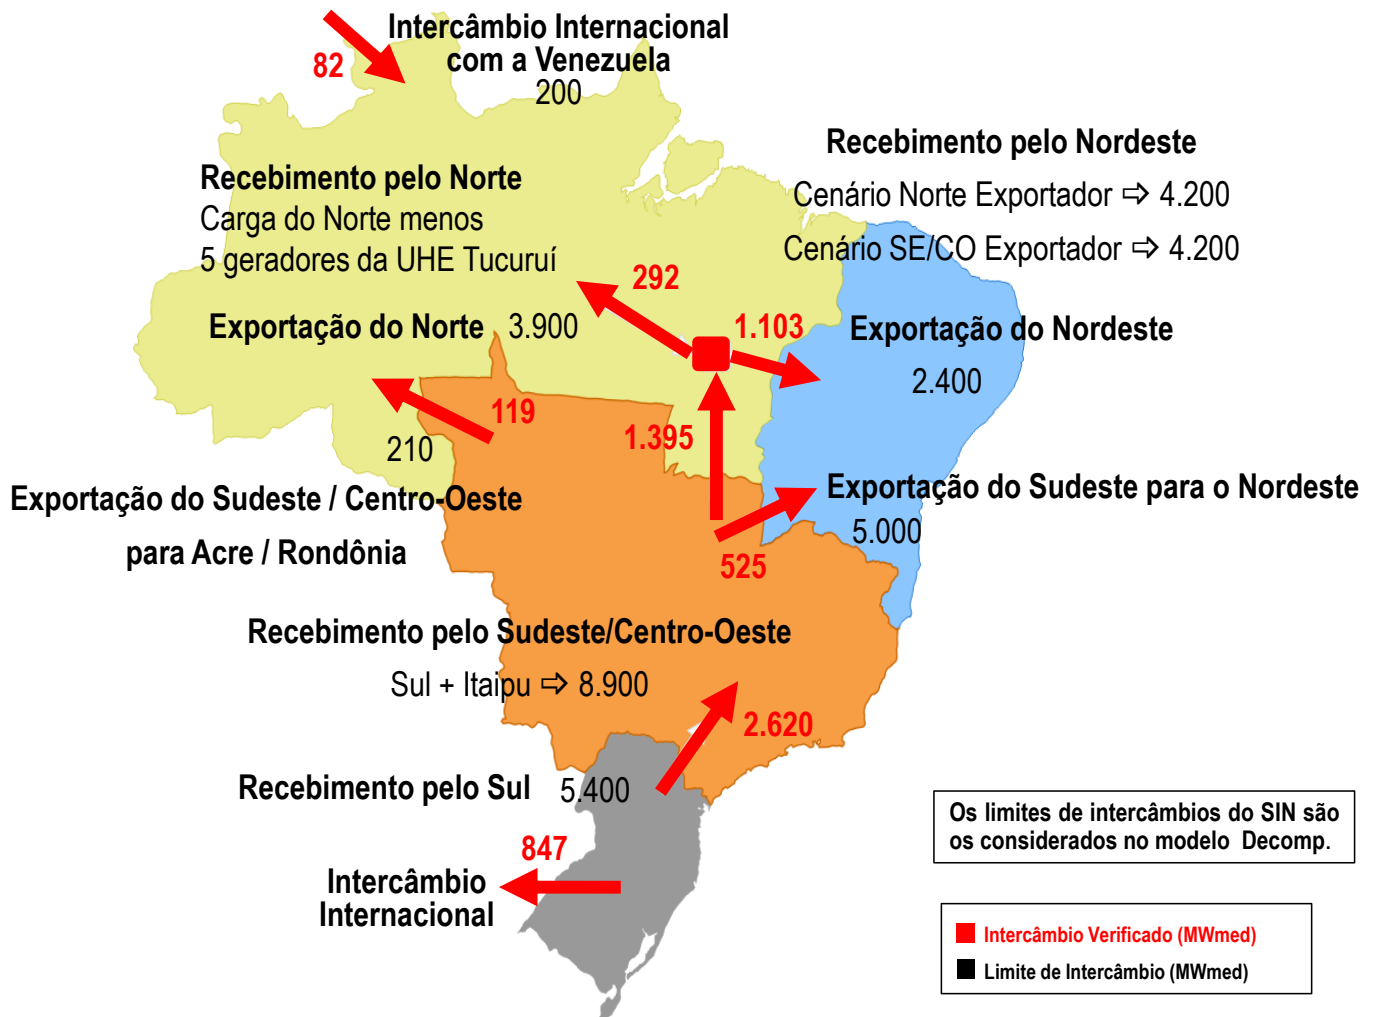 Intercâmbio Internacional
com a Venezuela
82
200
Recebimento pelo Nordeste
Cenário Norte Exportador ⇨ 4.200
Cenário SE/CO Exportador ⇨ 4.200
Recebimento pelo Norte
Carga do Norte menos
5 geradores da UHE Tucuruí
292
Exportação do Norte 3.900
1.103
Exportação do Nordeste
2.400
119
210
1.395
Exportação do Sudeste / Centro-Oeste
para Acre / Rondônia
Exportação do Sudeste para o Nordeste
5.000
525
Recebimento pelo Sudeste/Centro-Oeste
Sul + Itaipu ⇨ 8.900
2.620
Recebimento pelo Sul 5.400
847
Intercâmbio
Internacional
Os limites de intercâmbios do SIN são
os considerados no modelo Decomp.
Intercâmbio Verificado (MWmed)
Limite de Intercâmbio (MWmed)